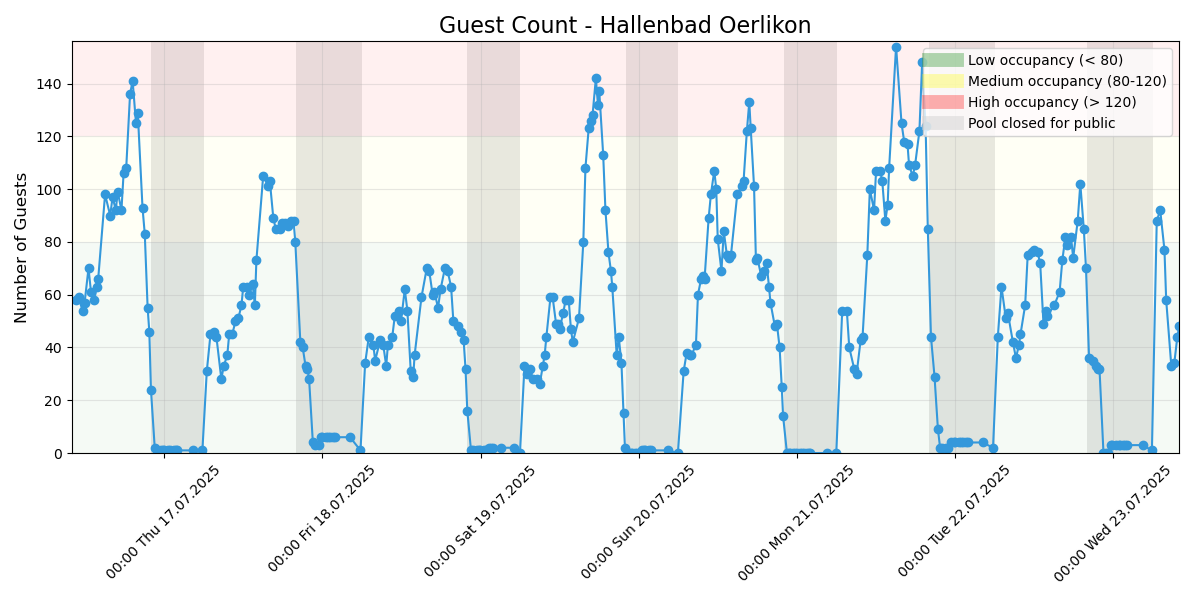 Guest Count - Hallenbad Oerlikon
Number of Guests
140
120
100
80
60
40
20
0
Low occupancy (< 80)
Medium occupancy (80-120)
High occupancy (> 120)
Pool closed for public
00:00 Thu 17.07.2025
00:00 Fri 18.07.2025
00:00 Sat 19.07.2025
00:00 Sun 20.07.2025
00:00 Mon 21.07.2025
00:00 Tue 22.07.2025
00:00 Wed 23.07.2025